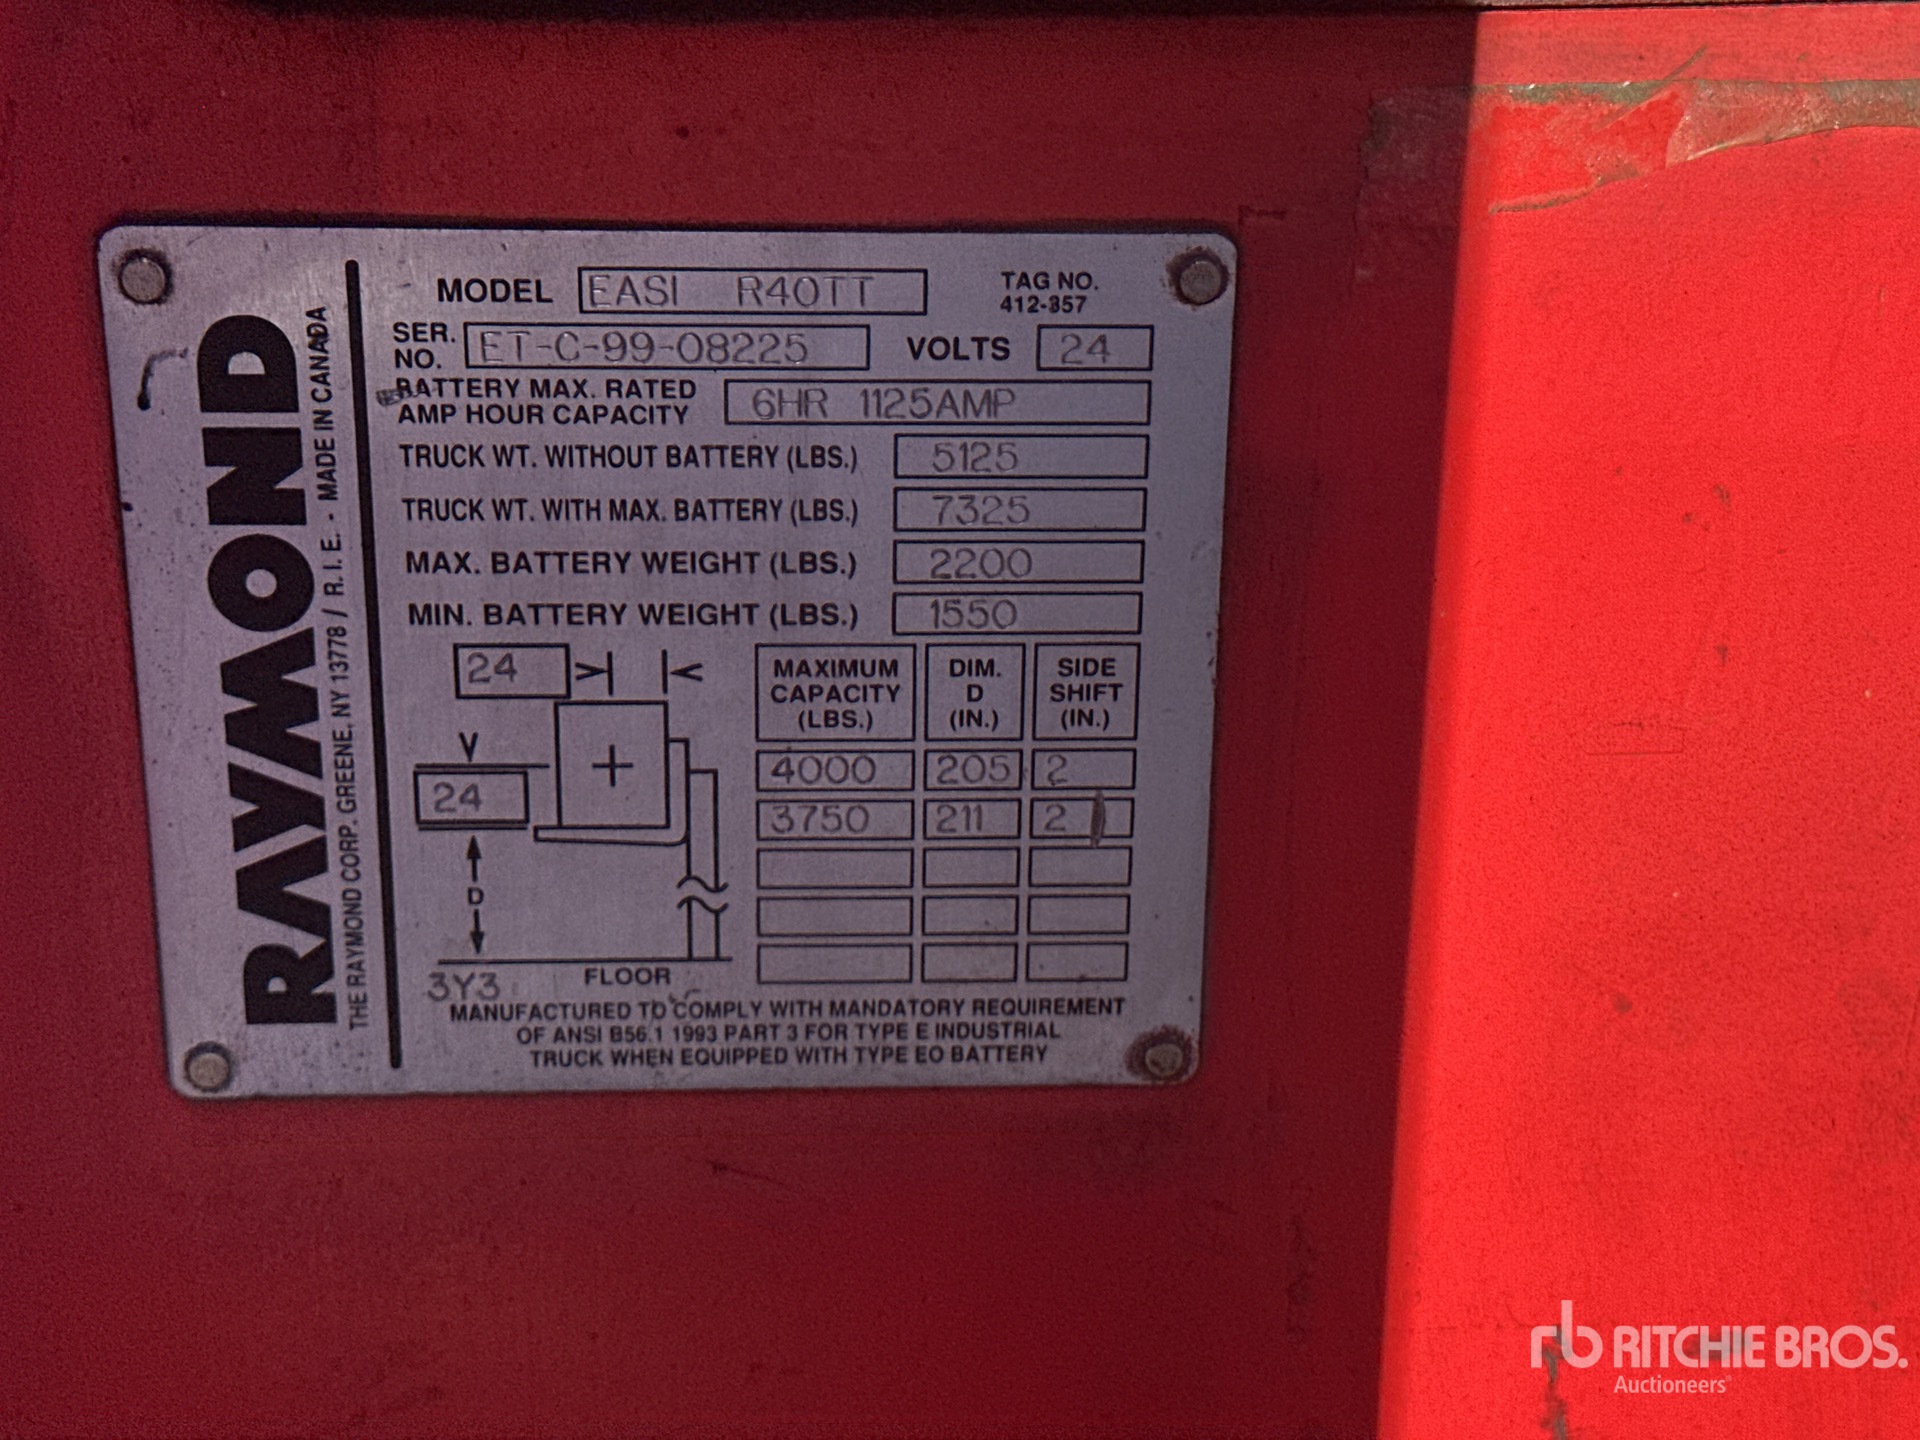 RAYMOND
THE RAYMOND CORP. GREENE, NY 13778 / R. I. E. - MADE IN CANADA
MODEL EASI R40TT
TAG NO.
412-357
SER.
NO. ET-C-99-08225
VOLTS 24
BATTERY MAX. RATED
AMP HOUR CAPACITY 6HR 1125AMP
TRUCK WT. WITHOUT BATTERY (LBS.) 5125
TRUCK WT. WITH MAX. BATTERY (LBS.) 7325
MAX. BATTERY WEIGHT (LBS.) 2200
MIN. BATTERY WEIGHT (LBS.) 1550
24
24
D
FLOOR
3Y3
MAXIMUM
CAPACITY
(LBS.)
DIM.
D
(IN.)
SIDE
SHIFT
(IN.)
4000 205 2
3750 211 2
MANUFACTURED TO COMPLY WITH MANDATORY REQUIREMENT
OF ANSI B56.1 1993 PART 3 FOR TYPE E INDUSTRIAL
TRUCK WHEN EQUIPPED WITH TYPE EO BATTERY
rb RITCHIE BROS.
Auctioneers